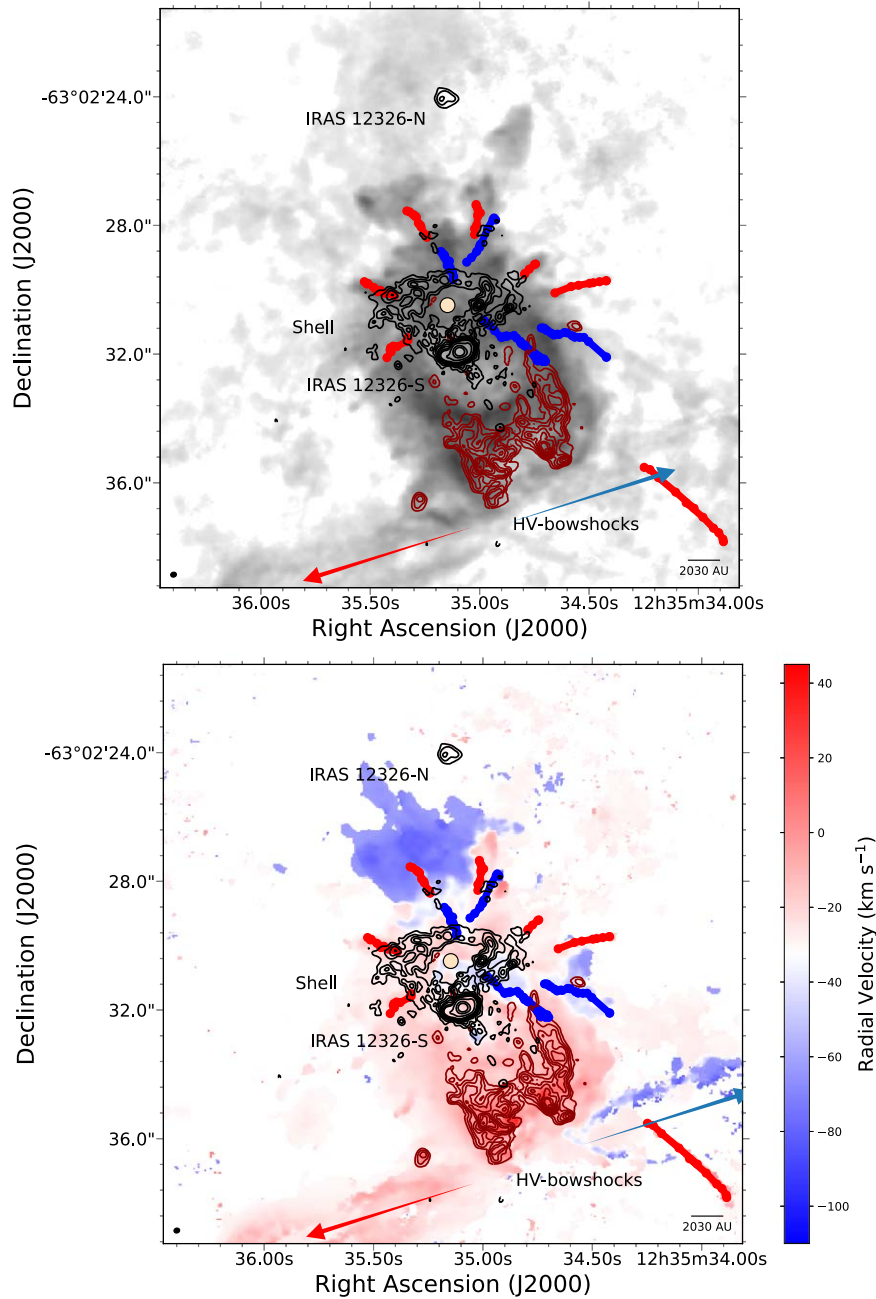 -63°02'24.0"
IRAS 12326-N
28.0"
Declination (J2000)
Shell
32.0"
IRAS 12326-S
36.0"
HV-bowshocks
2030 AU
36.00s 35.50s 35.00s 34.50s 12h35m34.00s
Right Ascension (J2000)
40
-63°02'24.0"
IRAS 12326-N
20
28.0"
0
Declination (J2000)
−20
Shell
−40
32.0"
IRAS 12326-S
−60
Radial Velocity (km s⁻¹)
36.0"
−80
HV-bowshocks
−100
2030 AU
36.00s 35.50s 35.00s 34.50s 12h35m34.00s
Right Ascension (J2000)